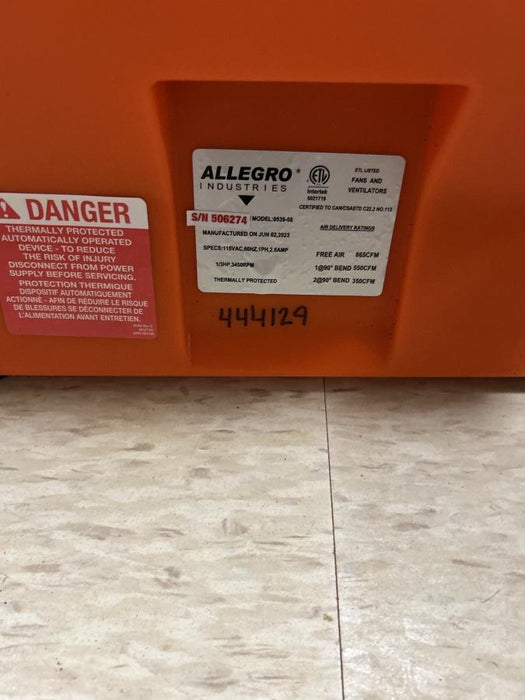 DANGER
THERMALLY PROTECTED
AUTOMATICALLY OPERATED
DEVICE - TO REDUCE
THE RISK OF INJURY
DISCONNECT FROM POWER
SUPPLY BEFORE SERVICING.
PROTECTION THERMIQUE
DISPOSITIF AUTOMATIQUEMENT
ACTIONNÉ - AFIN DE RÉDUIRE LE RISQUE
DE BLESSURES SE DÉCONNECTER DE
L'ALIMENTATION AVANT ENTRETIEN.
ALLEGRO®
INDUSTRIES
ETL
Intertek
5021719
ETL LISTED
FANS AND
VENTILATORS
CERTIFIED TO CAN/CSASTD C22.2 NO.113
S/N 506274 MODEL:9539-05
MANUFACTURED ON JUN 02,2023
AIR DELIVERY RATINGS
SPECS:115VAC,60HZ,1PH,2.6AMP
1/3HP,3450RPM
THERMALLY PROTECTED
FREE AIR 865CFM
1@90° BEND 550CFM
2@90° BEND 350CFM
444129